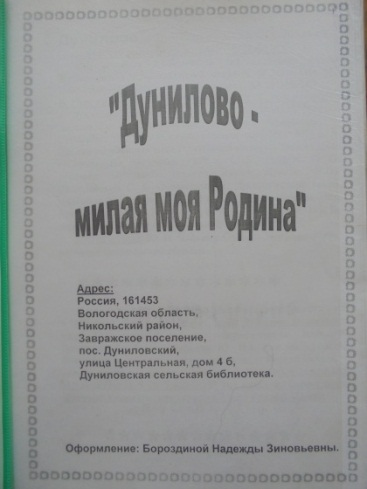 "Дунилово -
милая моя Родина"
Адрес:
Россия, 161453
Вологодская область,
Никольский район,
Завражское поселение,
пос. Дуниловский,
улица Центральная, дом 4 б,
Дуниловская сельская библиотека.
Оформление: Бороздиной Надежды Зиновьевны.